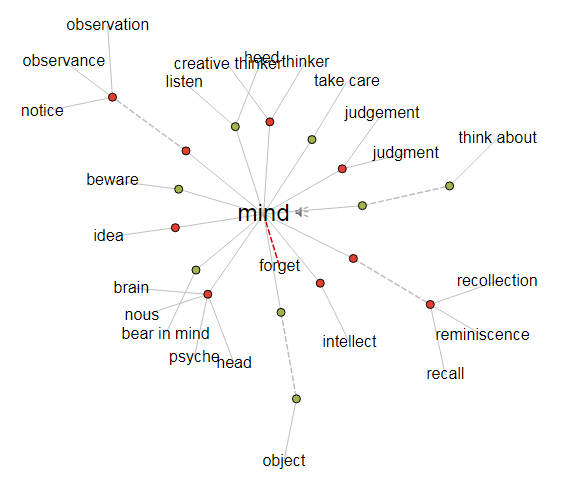 observation
observance
heed
creative thinker
thinker
listen
take care
notice
judgement
think about
judgment
beware
mind
idea
forget
recollection
brain
nous
bear in mind
reminiscence
intellect
psyche
head
recall
object